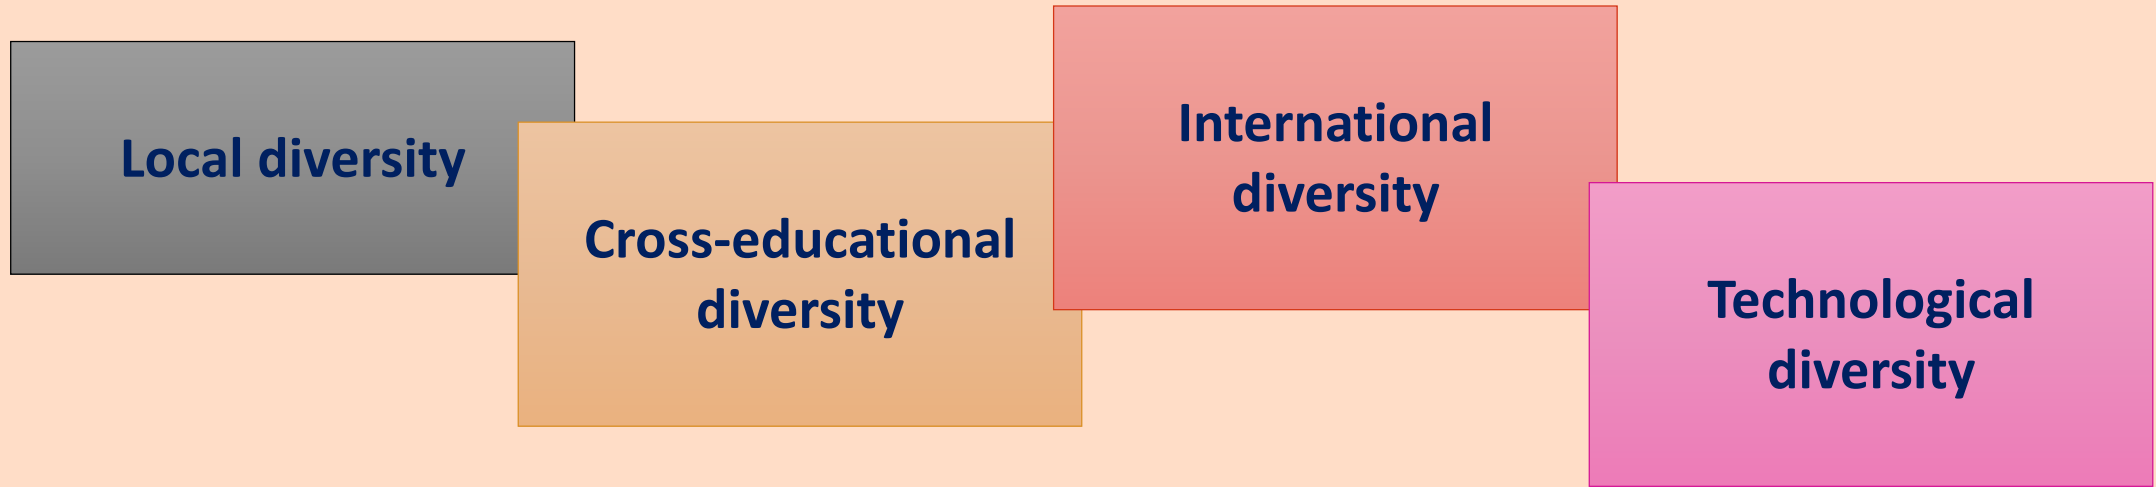 Local diversity
Cross-educational
diversity
International
diversity
Technological
diversity